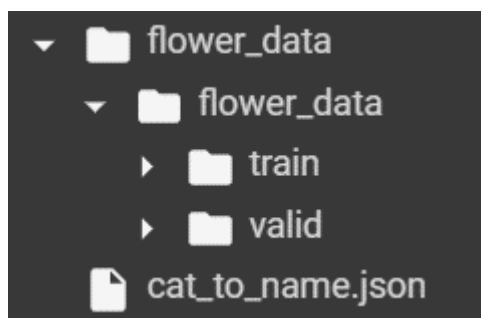 flower_data
flower_data
train
valid
cat_to_name.json